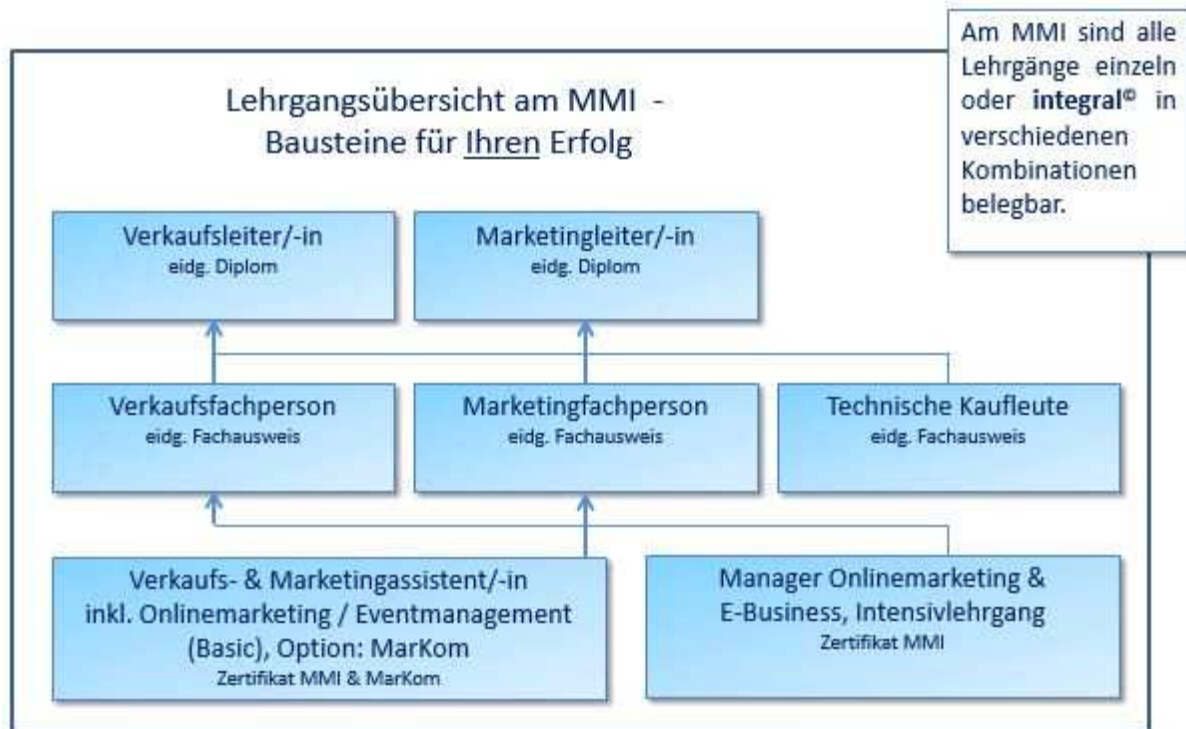 Am MMI sind alle
Lehrgänge einzeln
oder integral© in
verschiedenen
Kombinationen
belegbar.
Lehrgangsübersicht am MMI -
Bausteine für Ihren Erfolg
Verkaufsleiter/-in
eidg. Diplom
Marketingleiter/-in
eidg. Diplom
Verkaufsfachperson
eidg. Fachausweis
Marketingfachperson
eidg. Fachausweis
Technische Kaufleute
eidg. Fachausweis
Verkaufs- & Marketingassistent/-in
inkl. Onlinemarketing / Eventmanagement
(Basic), Option: MarKom
Zertifikat MMI & MarKom
Manager Onlinemarketing &
E-Business, Intensivlehrgang
Zertifikat MMI